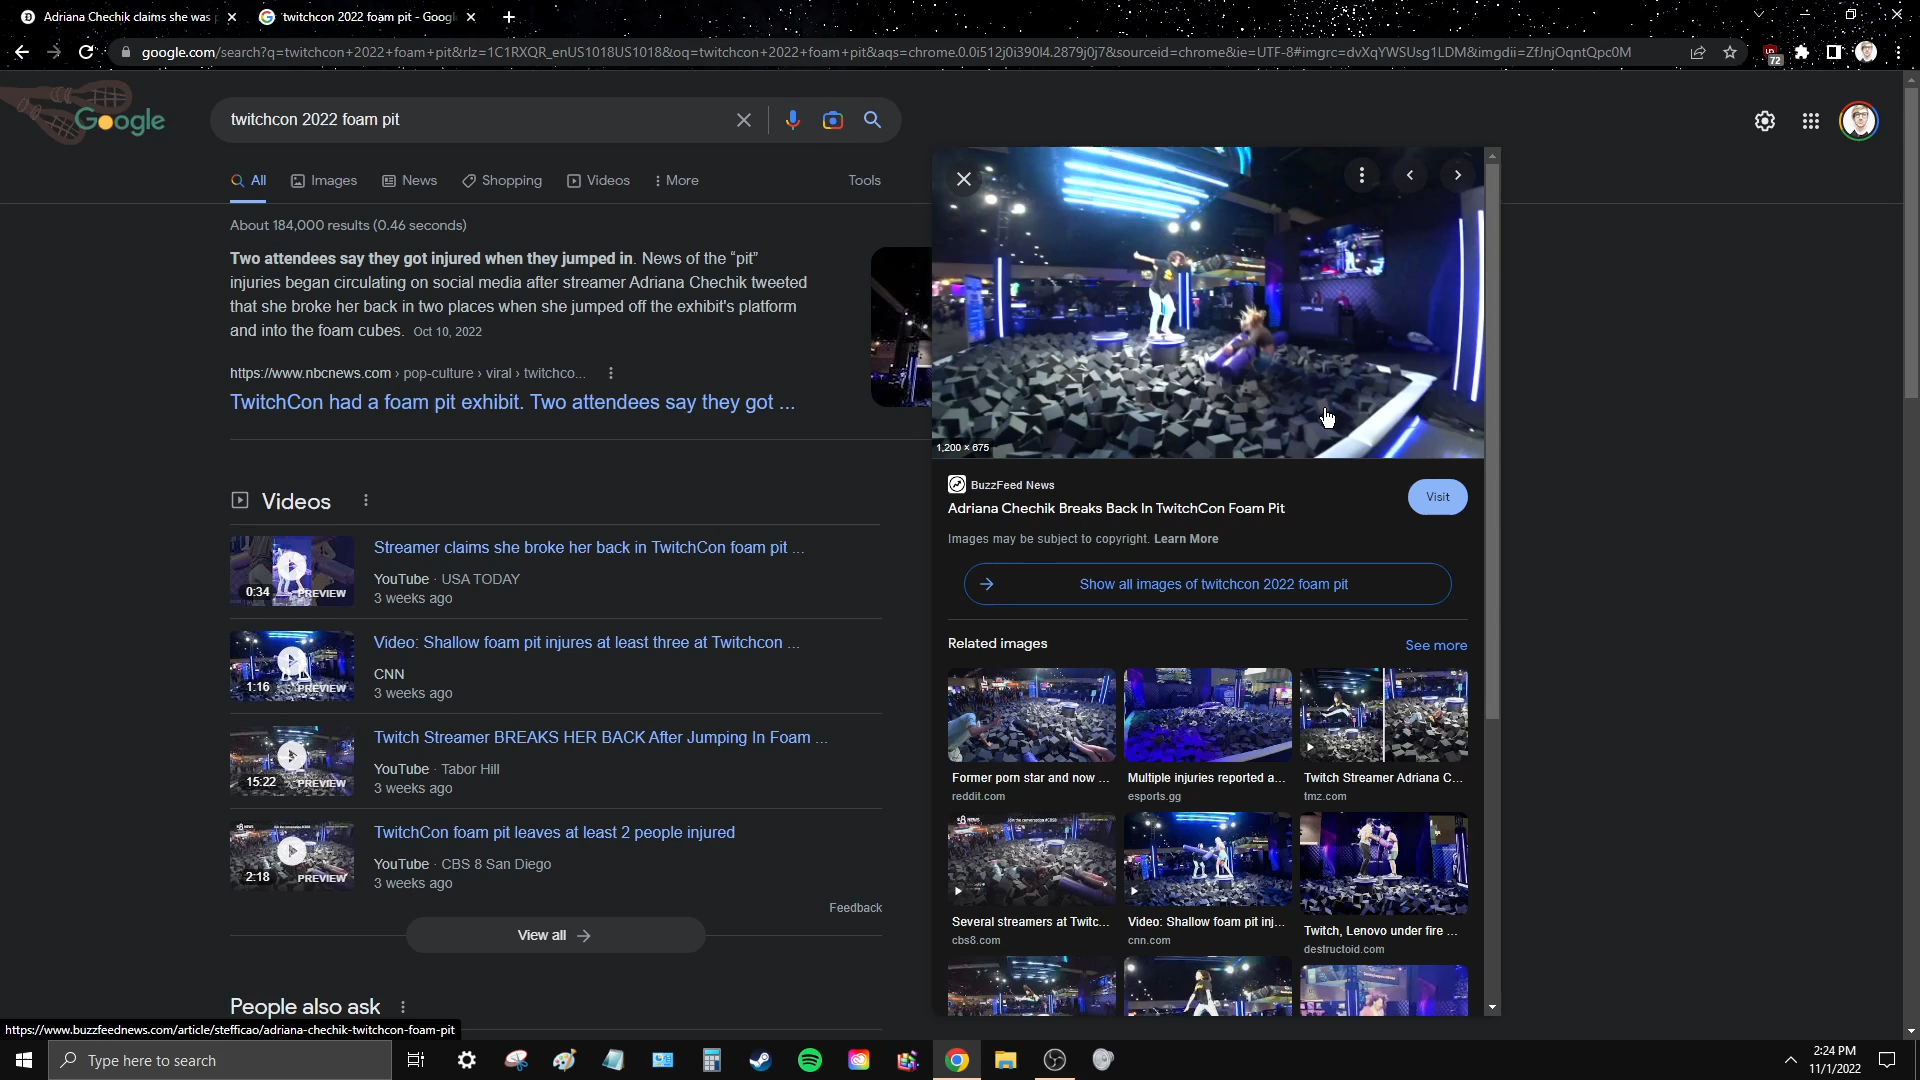 Adriana Chechik claims she was
twitchcon 2022 foam pit - Googl
google.com/search?q=twitchcon+2022+foam+pit&rlz=1C1RXQR_enUS1018US1018&oq=twitchcon+2022+foam+pit&aqs=chrome.0.0i512j0i390l4.2879j0j7&sourceid=chrome&ie=UTF-8#imgrc=dvXqYWSUsg1LDM&imgdii=ZfJnjOqntQpc0M
72
Google
twitchcon 2022 foam pit
All Images News Shopping Videos More Tools
About 184,000 results (0.46 seconds)
Two attendees say they got injured when they jumped in. News of the “pit”
injuries began circulating on social media after streamer Adriana Chechik tweeted
that she broke her back in two places when she jumped off the exhibit's platform
and into the foam cubes. Oct 10, 2022
https://www.nbcnews.com › pop-culture › viral › twitchco...
TwitchCon had a foam pit exhibit. Two attendees say they got ...
Videos
Streamer claims she broke her back in TwitchCon foam pit ...
YouTube · USA TODAY
0:34 PREVIEW
3 weeks ago
Video: Shallow foam pit injures at least three at Twitchcon ...
CNN
1:16 PREVIEW
3 weeks ago
Twitch Streamer BREAKS HER BACK After Jumping In Foam ...
YouTube · Tabor Hill
15:22 PREVIEW
3 weeks ago
TwitchCon foam pit leaves at least 2 people injured
YouTube · CBS 8 San Diego
2:18 PREVIEW
3 weeks ago
Feedback
View all
People also ask
1,200 × 675
BuzzFeed News
Adriana Chechik Breaks Back In TwitchCon Foam Pit
Visit
Images may be subject to copyright. Learn More
Show all images of twitchcon 2022 foam pit
Related images
See more
Former porn star and now ...
reddit.com
Multiple injuries reported a...
esports.gg
Twitch Streamer Adriana C...
tmz.com
Several streamers at Twitc...
cbs8.com
Video: Shallow foam pit inj...
cnn.com
Twitch, Lenovo under fire ...
destructoid.com
https://www.buzzfeednews.com/article/stefficao/adriana-chechik-twitchcon-foam-pit
Type here to search
2:24 PM
11/1/2022